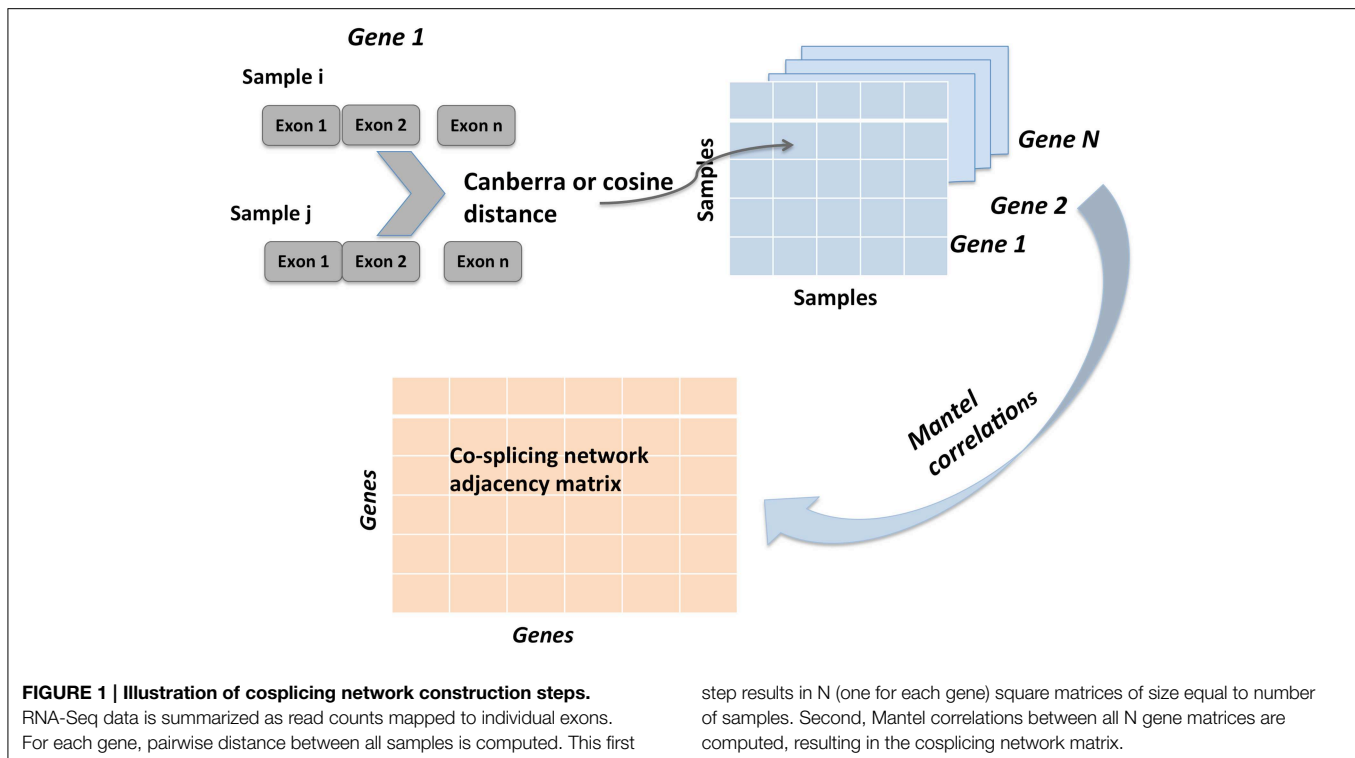 Gene 1
Sample i
Exon 1 Exon 2 Exon n
Canberra or cosine
distance
Sample j
Exon 1 Exon 2 Exon n
Samples
Gene N
Gene 2
Gene 1
Samples
Mantel
correlations
Co-splicing network
adjacency matrix
Genes
Genes
FIGURE 1 | Illustration of cosplicing network construction steps.
RNA-Seq data is summarized as read counts mapped to individual exons.
For each gene, pairwise distance between all samples is computed. This first
step results in N (one for each gene) square matrices of size equal to number
of samples. Second, Mantel correlations between all N gene matrices are
computed, resulting in the cosplicing network matrix.